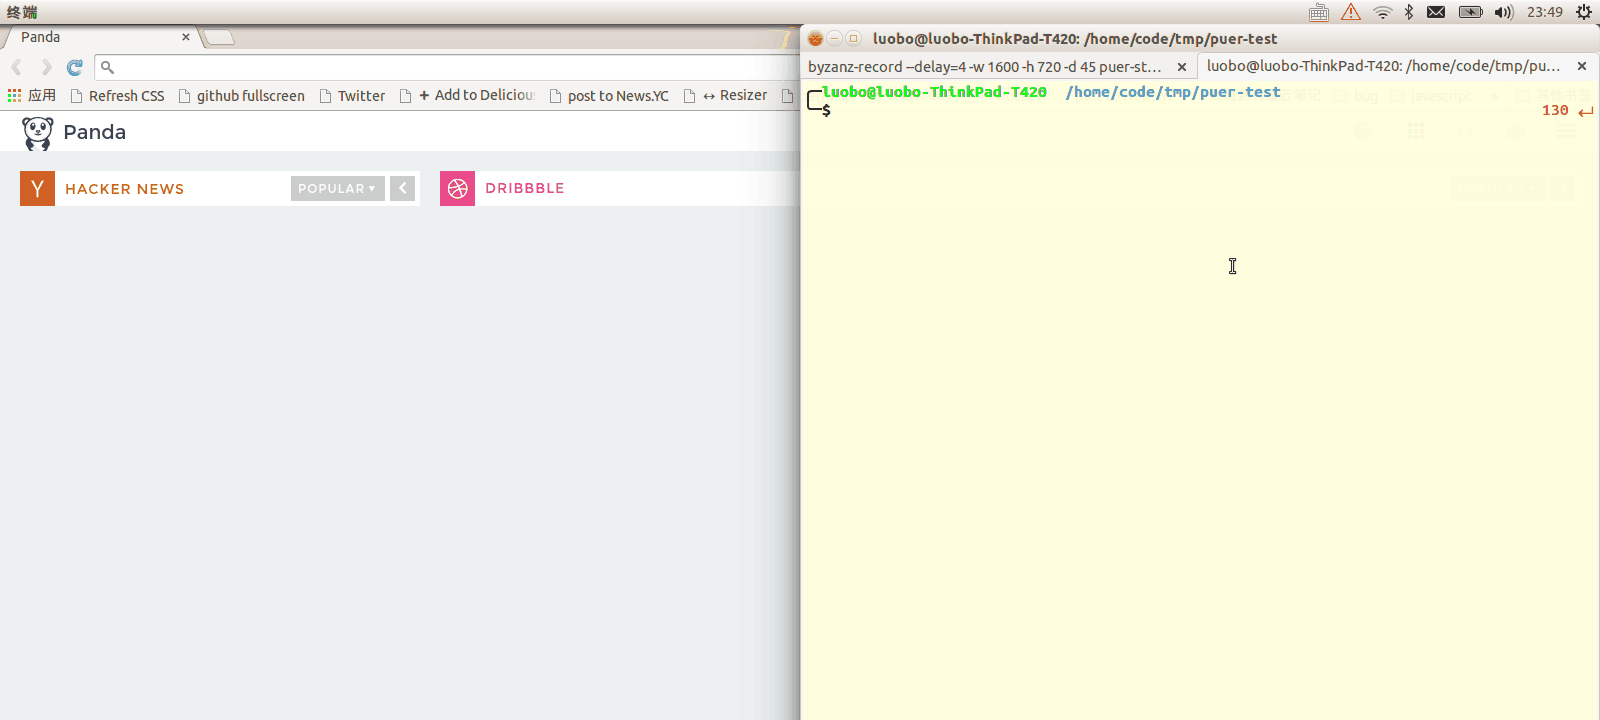 终端
23:49
Panda
应用 Refresh CSS github fullscreen Twitter + Add to Delicious post to News.YC ↔ Resizer
Panda
HACKER NEWS POPULAR ▾
DRIBBBLE
luobo@luobo-ThinkPad-T420: /home/code/tmp/puer-test
byzanz-record --delay=4 -w 1600 -h 720 -d 45 puer-st...
luobo@luobo-ThinkPad-T420: /home/code/tmp/pu...
luobo@luobo-ThinkPad-T420 /home/code/tmp/puer-test
$ 130 ↵
bug javascript